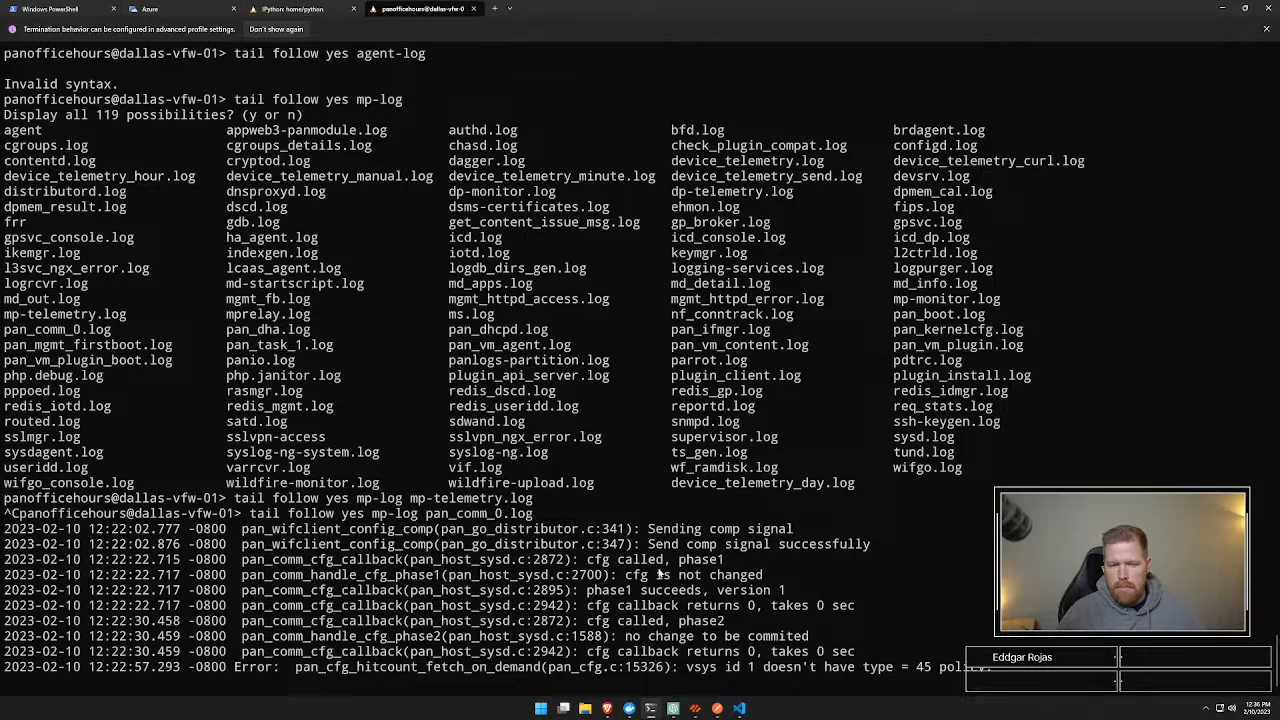 Windows PowerShell
Azure
IPython: home/python
panofficehours@dallas-vfw-0
Termination behavior can be configured in advanced profile settings. Don't show again
panofficehours@dallas-vfw-01> tail follow yes agent-log
Invalid syntax.
panofficehours@dallas-vfw-01> tail follow yes mp-log
Display all 119 possibilities? (y or n)
agent appweb3-panmodule.log authd.log bfd.log brdagent.log
cgroups.log cgroups_details.log chasd.log check_plugin_compat.log configd.log
contentd.log cryptod.log dagger.log device_telemetry.log device_telemetry_curl.log
device_telemetry_hour.log device_telemetry_manual.log device_telemetry_minute.log device_telemetry_send.log devsrv.log
distributord.log dnsproxyd.log dp-monitor.log dp-telemetry.log dpmem_cal.log
dpmem_result.log dscd.log dsms-certificates.log ehmon.log fips.log
frr gdb.log get_content_issue_msg.log gp_broker.log gpsvc.log
gpsvc_console.log ha_agent.log icd.log icd_console.log icd_dp.log
ikemgr.log indexgen.log iotd.log keymgr.log l2ctrld.log
l3svc_ngx_error.log lcaas_agent.log logdb_dirs_gen.log logging-services.log logpurger.log
logrcvr.log md-startscript.log md_apps.log md_detail.log md_info.log
md_out.log mgmt_fb.log mgmt_httpd_access.log mgmt_httpd_error.log mp-monitor.log
mp-telemetry.log mprelay.log ms.log nf_conntrack.log pan_boot.log
pan_comm_0.log pan_dha.log pan_dhcpd.log pan_ifmgr.log pan_kernelcfg.log
pan_mgmt_firstboot.log pan_task_1.log pan_vm_agent.log pan_vm_content.log pan_vm_plugin.log
pan_vm_plugin_boot.log panio.log panlogs-partition.log parrot.log pdtrc.log
php.debug.log php.janitor.log plugin_api_server.log plugin_client.log plugin_install.log
pppoed.log rasmgr.log redis_dscd.log redis_gp.log redis_idmgr.log
redis_iotd.log redis_mgmt.log redis_useridd.log reportd.log req_stats.log
routed.log satd.log sdwand.log snmpd.log ssh-keygen.log
sslmgr.log sslvpn-access sslvpn_ngx_error.log supervisor.log sysd.log
sysdagent.log syslog-ng-system.log syslog-ng.log ts_gen.log tund.log
useridd.log varrcvr.log vif.log wf_ramdisk.log wifgo.log
wifgo_console.log wildfire-monitor.log wildfire-upload.log device_telemetry_day.log
panofficehours@dallas-vfw-01> tail follow yes mp-log mp-telemetry.log
^Cpanofficehours@dallas-vfw-01> tail follow yes mp-log pan_comm_0.log
2023-02-10 12:22:02.777 -0800 pan_wifclient_config_comp(pan_go_distributor.c:341): Sending comp signal
2023-02-10 12:22:02.876 -0800 pan_wifclient_config_comp(pan_go_distributor.c:347): Send comp signal successfully
2023-02-10 12:22:22.715 -0800 pan_comm_cfg_callback(pan_host_sysd.c:2872): cfg called, phase1
2023-02-10 12:22:22.717 -0800 pan_comm_handle_cfg_phase1(pan_host_sysd.c:2700): cfg is not changed
2023-02-10 12:22:22.717 -0800 pan_comm_cfg_callback(pan_host_sysd.c:2895): phase1 succeeds, version 1
2023-02-10 12:22:22.717 -0800 pan_comm_cfg_callback(pan_host_sysd.c:2942): cfg callback returns 0, takes 0 sec
2023-02-10 12:22:30.458 -0800 pan_comm_cfg_callback(pan_host_sysd.c:2872): cfg called, phase2
2023-02-10 12:22:30.459 -0800 pan_comm_handle_cfg_phase2(pan_host_sysd.c:1588): no change to be commited
2023-02-10 12:22:30.459 -0800 pan_comm_cfg_callback(pan_host_sysd.c:2942): cfg callback returns 0, takes 0 sec
2023-02-10 12:22:57.293 -0800 Error: pan_cfg_hitcount_fetch_on_demand(pan_cfg.c:15326): vsys id 1 doesn't have type = 45 policy.
Eddgar Rojas
12:36 PM
2/10/2023